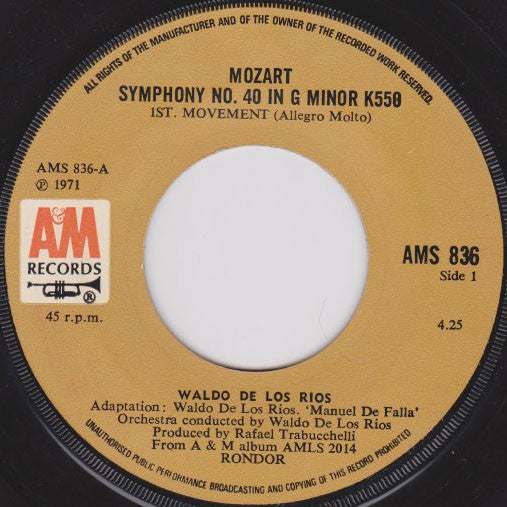 ALL RIGHTS OF THE MANUFACTURER AND OF THE OWNER OF THE RECORDED WORK RESERVED.
MOZART
SYMPHONY NO. 40 IN G MINOR K550
1ST. MOVEMENT (Allegro Molto)
AMS 836-A
℗ 1971
A&M
RECORDS
®
45 r.p.m.
AMS 836
Side 1
4.25
WALDO DE LOS RIOS
Adaptation: Waldo De Los Rios. 'Manuel De Falla'
Orchestra conducted by Waldo De Los Rios
Produced by Rafael Trabucchelli
From A & M album AMLS 2014
RONDOR
UNAUTHORISED PUBLIC PERFORMANCE BROADCASTING AND COPYING OF THIS RECORD PROHIBITED.